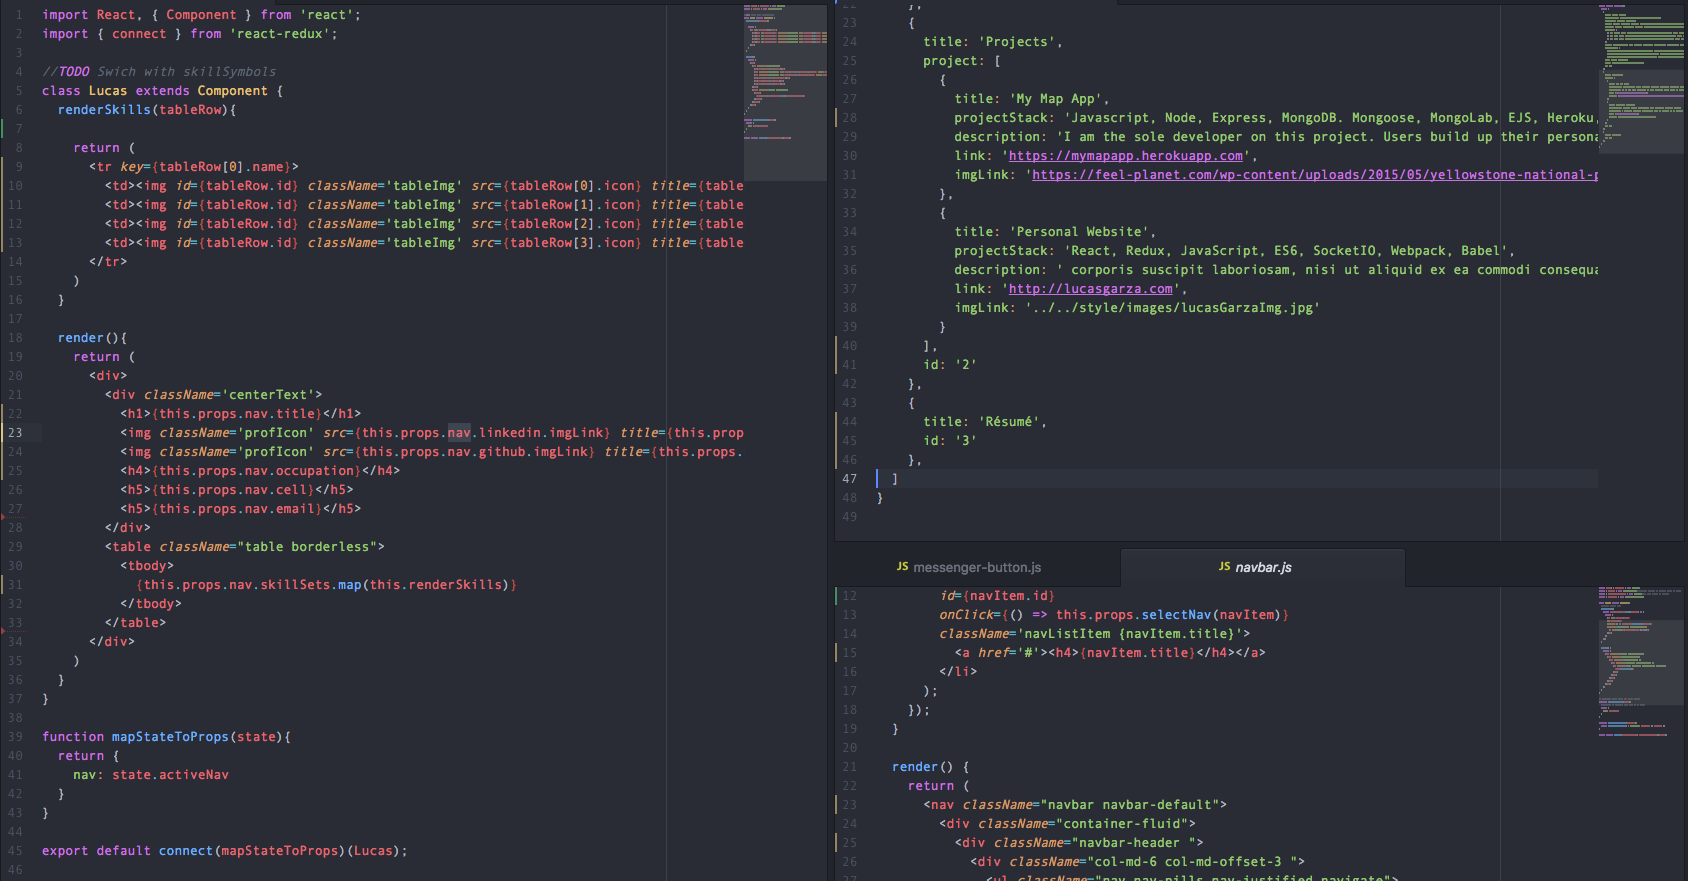 1 import React, { Component } from 'react';
2 import { connect } from 'react-redux';
3
4 //TODO Swich with skillSymbols
5 class Lucas extends Component {
6 renderSkills(tableRow){
7
8 return (
9 <tr key={tableRow[0].name}>
10 <td><img id={tableRow.id} className='tableImg' src={tableRow[0].icon} title={table
11 <td><img id={tableRow.id} className='tableImg' src={tableRow[1].icon} title={table
12 <td><img id={tableRow.id} className='tableImg' src={tableRow[2].icon} title={table
13 <td><img id={tableRow.id} className='tableImg' src={tableRow[3].icon} title={table
14 </tr>
15 )
16 }
17
18 render(){
19 return (
20 <div>
21 <div className='centerText'>
22 <h1>{this.props.nav.title}</h1>
23 <img className='profIcon' src={this.props.nav.linkedin.imgLink} title={this.prop
24 <img className='profIcon' src={this.props.nav.github.imgLink} title={this.props.
25 <h4>{this.props.nav.occupation}</h4>
26 <h5>{this.props.nav.cell}</h5>
27 <h5>{this.props.nav.email}</h5>
28 </div>
29 <table className="table borderless">
30 <tbody>
31 {this.props.nav.skillSets.map(this.renderSkills)}
32 </tbody>
33 </table>
34 </div>
35 )
36 }
37 }
38
39 function mapStateToProps(state){
40 return {
41 nav: state.activeNav
42 }
43 }
44
45 export default connect(mapStateToProps)(Lucas);
46
22 },
23 {
24 title: 'Projects',
25 project: [
26 {
27 title: 'My Map App',
28 projectStack: 'Javascript, Node, Express, MongoDB. Mongoose, MongoLab, EJS, Heroku,
29 description: 'I am the sole developer on this project. Users build up their persona
30 link: 'https://mymapapp.herokuapp.com',
31 imgLink: 'https://feel-planet.com/wp-content/uploads/2015/05/yellowstone-national-p
32 },
33 {
34 title: 'Personal Website',
35 projectStack: 'React, Redux, JavaScript, ES6, SocketIO, Webpack, Babel',
36 description: ' corporis suscipit laboriosam, nisi ut aliquid ex ea commodi consequa
37 link: 'http://lucasgarza.com',
38 imgLink: '../../style/images/lucasGarzaImg.jpg'
39 }
40 ],
41 id: '2'
42 },
43 {
44 title: 'Résumé',
45 id: '3'
46 },
47 ]
48 }
49
JS messenger-button.js JS navbar.js
12 id={navItem.id}
13 onClick={() => this.props.selectNav(navItem)}
14 className='navListItem {navItem.title}'>
15 <a href='#'><h4>{navItem.title}</h4></a>
16 </li>
17 );
18 });
19 }
20
21 render() {
22 return (
23 <nav className="navbar navbar-default">
24 <div className="container-fluid">
25 <div className="navbar-header ">
26 <div className="col-md-6 col-md-offset-3 ">
27 <ul className="nav nav-pills nav-justified navigate">